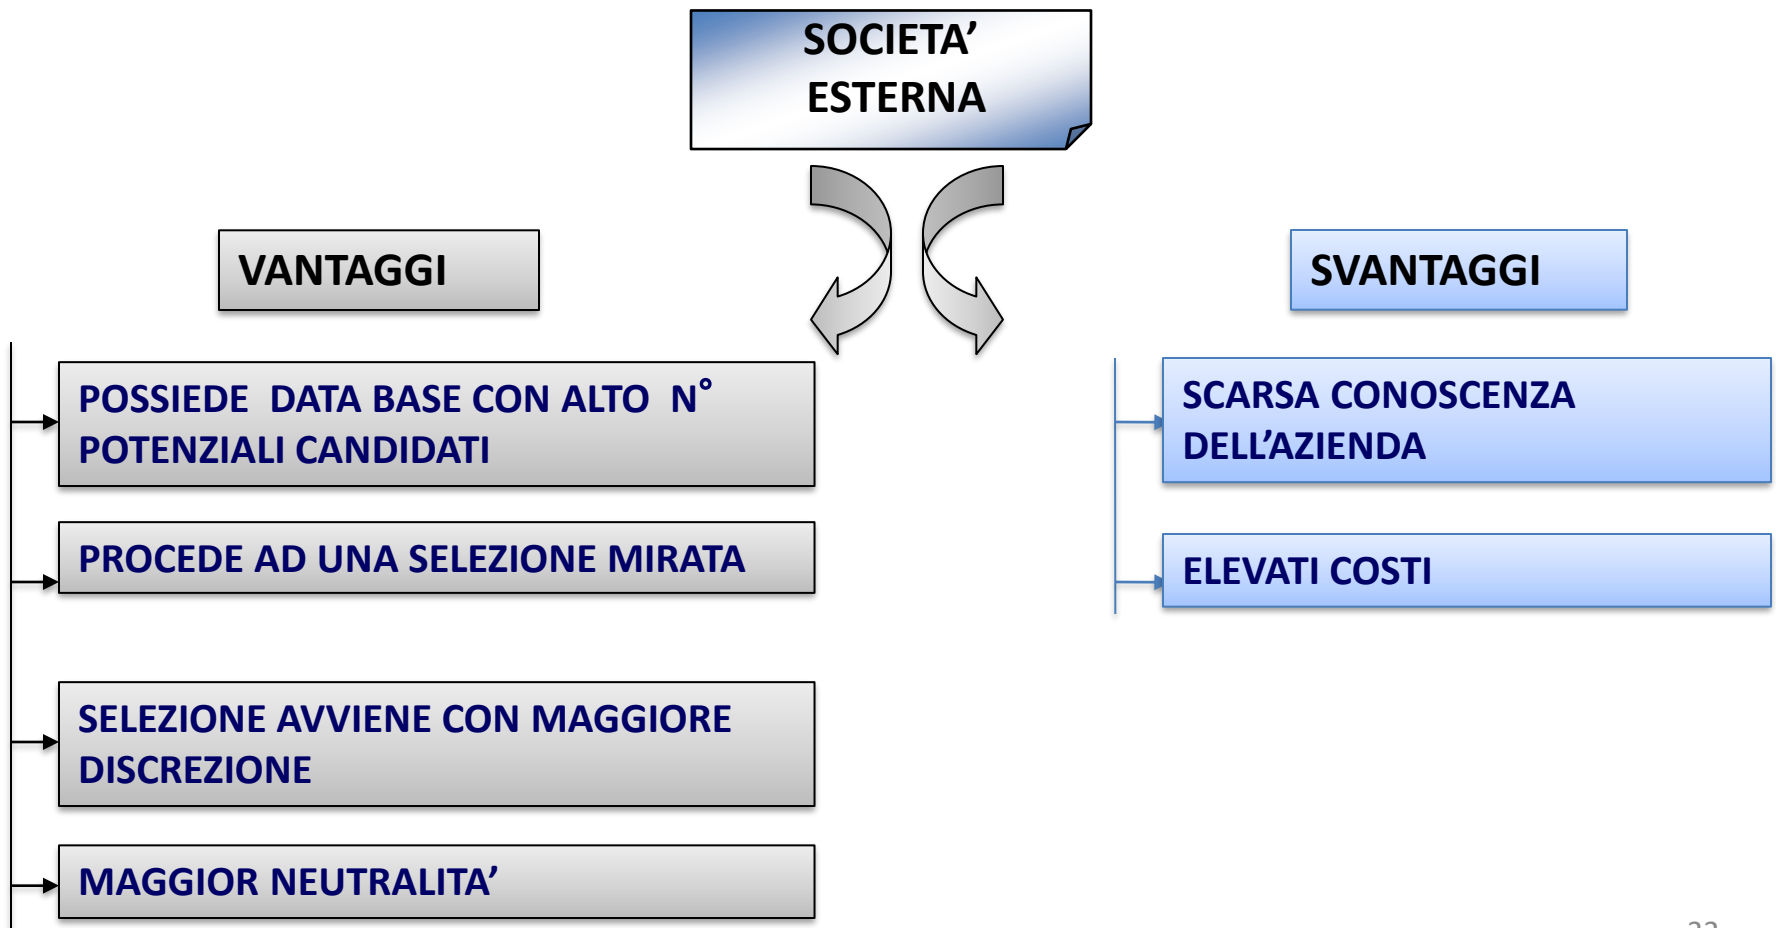 SOCIETA’
ESTERNA
VANTAGGI
POSSIEDE  DATA BASE CON ALTO  N°
POTENZIALI CANDIDATI
PROCEDE AD UNA SELEZIONE MIRATA
SELEZIONE AVVIENE CON MAGGIORE
DISCREZIONE
MAGGIOR NEUTRALITA’
SVANTAGGI
SCARSA CONOSCENZA
DELL’AZIENDA
ELEVATI COSTI